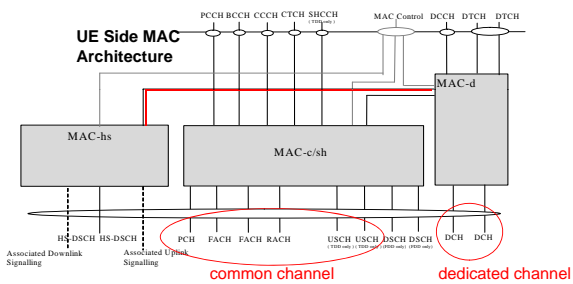 PCCH BCCH CCCH CTCH SHCCH MAC Control DCCH DTCH DTCH
( TDD only )
UE Side MAC
Architecture
MAC-d
MAC-hs
MAC-c/sh
HS-DSCH HS-DSCH PCH FACH FACH RACH USCH USCH DSCH DSCH DCH DCH
( TDD only ) ( TDD only ) (FDD only) (FDD only)
Associated Downlink Signalling
Associated Uplink Signalling
common channel
dedicated channel